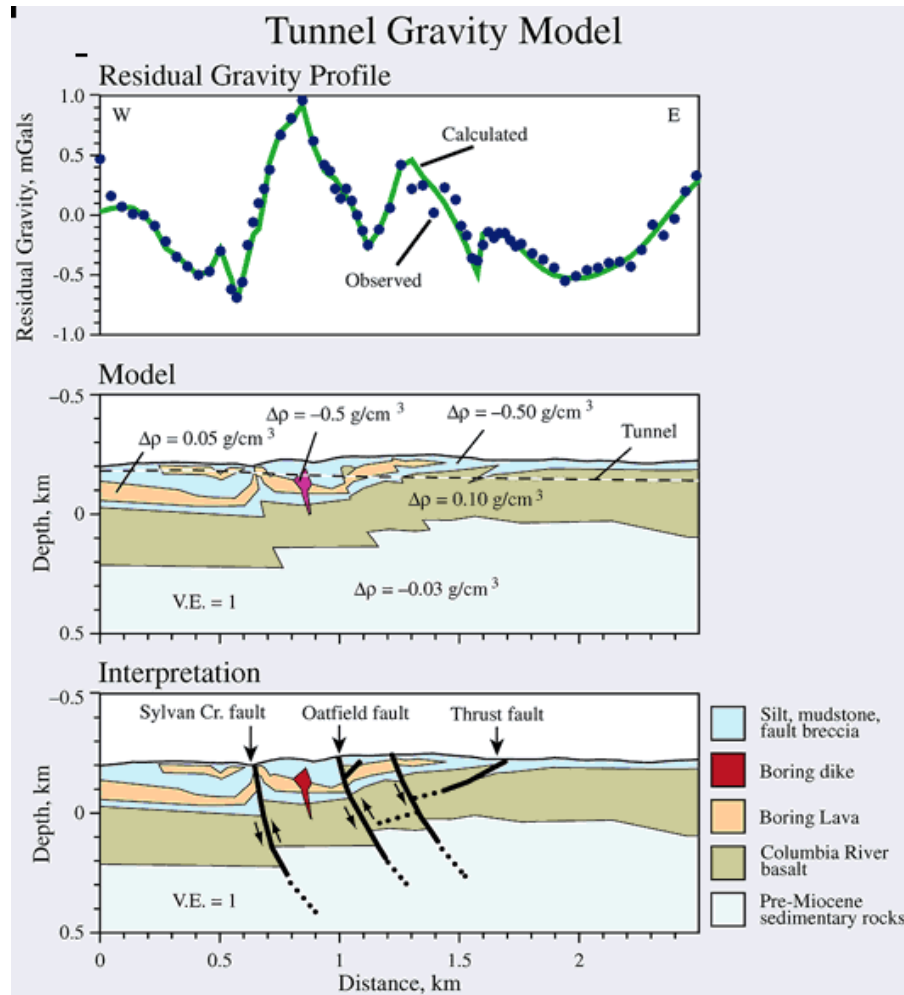 Tunnel Gravity Model
Residual Gravity Profile
1.0
W
E
Calculated
0.5
0.0
Observed
-0.5
-1.0
Residual Gravity, mGals
Model
−0.5
Δρ = −0.5 g/cm 3
Δρ = −0.50 g/cm 3
Δρ = 0.05 g/cm 3
Tunnel
Δρ = 0.10 g/cm 3
0
Δρ = −0.03 g/cm 3
V.E. = 1
0.5
Depth, km
Interpretation
−0.5
Sylvan Cr. fault
Oatfield fault
Thrust fault
0
V.E. = 1
0.5
Depth, km
0
0.5
1
1.5
2
Distance, km
Silt, mudstone,
fault breccia
Boring dike
Boring Lava
Columbia River
basalt
Pre-Miocene
sedimentary rocks